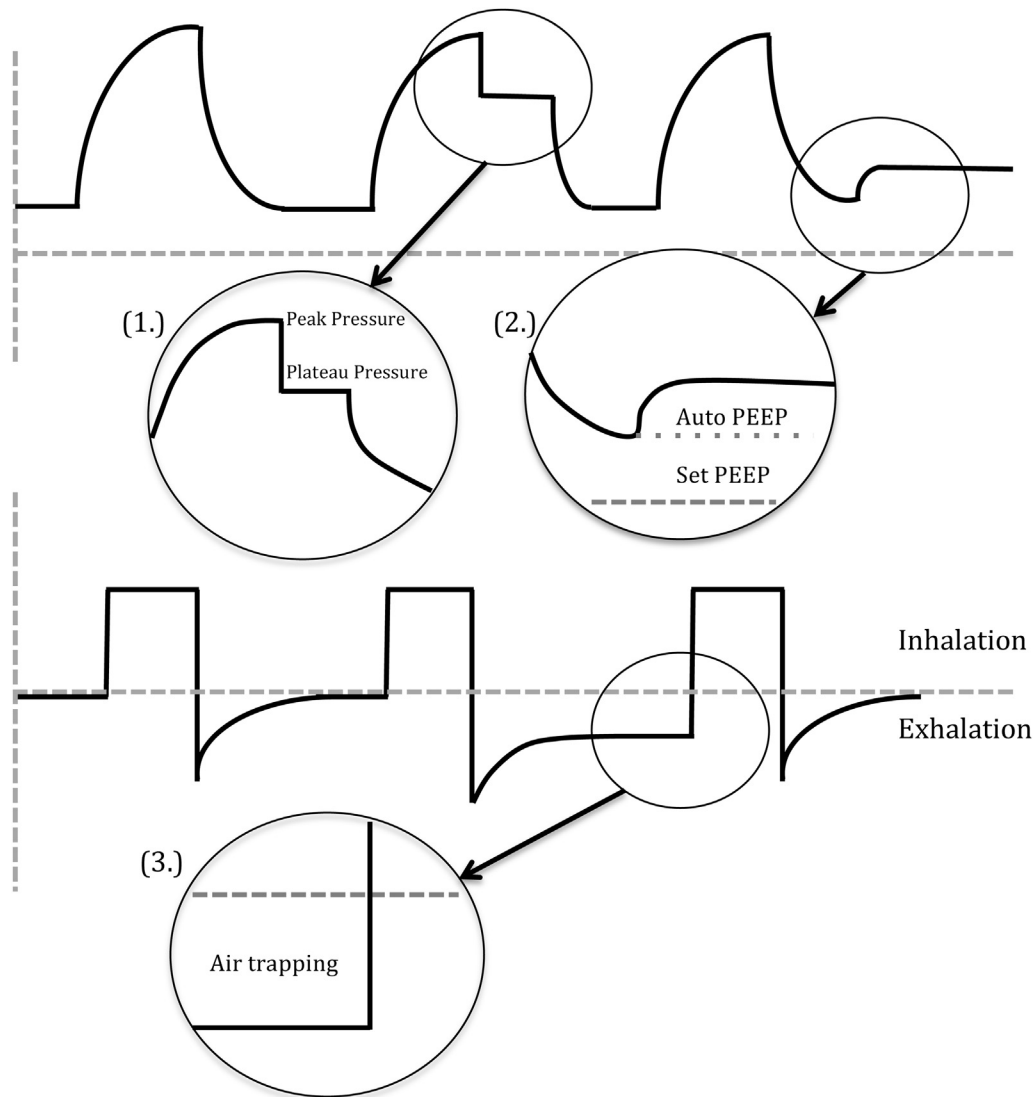 (1.)
Peak Pressure
Plateau Pressure
(2.)
Auto PEEP
Set PEEP
Inhalation
Exhalation
(3.)
Air trapping